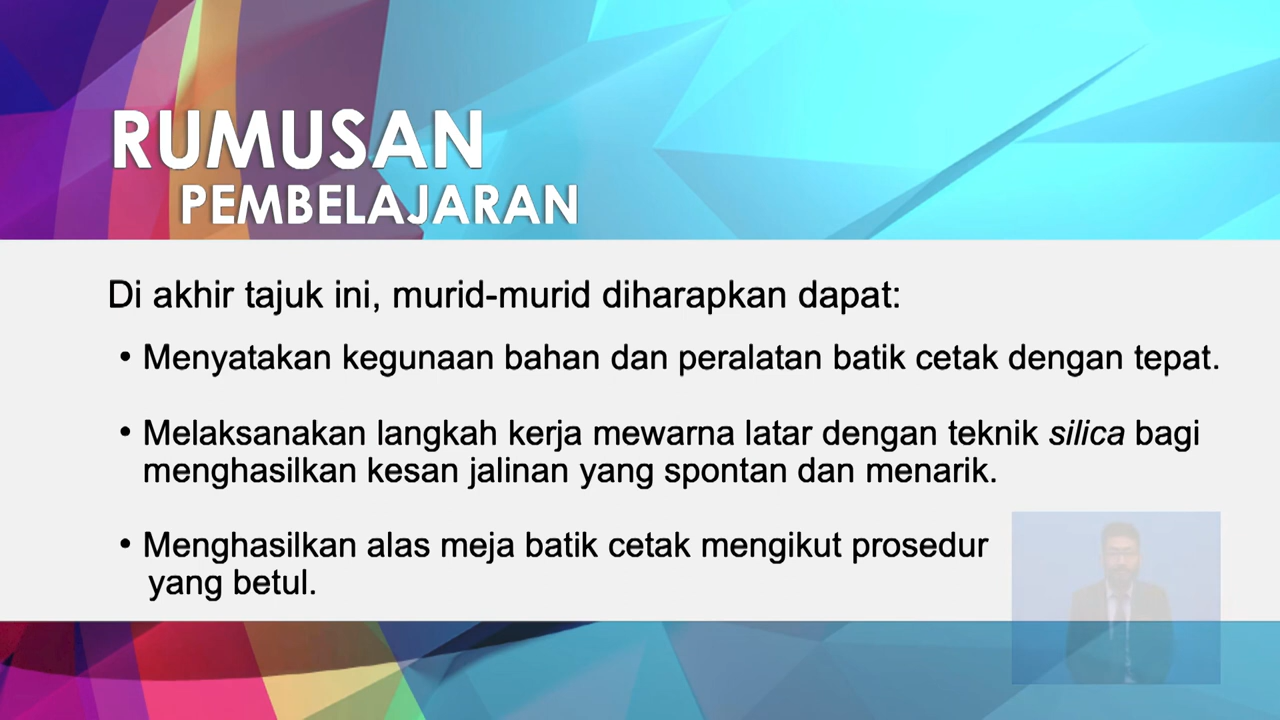 RUMUSAN
PEMBELAJARAN
Di akhir tajuk ini, murid-murid diharapkan dapat:
• Menyatakan kegunaan bahan dan peralatan batik cetak dengan tepat.
• Melaksanakan langkah kerja mewarna latar dengan teknik silica bagi
menghasilkan kesan jalinan yang spontan dan menarik.
• Menghasilkan alas meja batik cetak mengikut prosedur
yang betul.